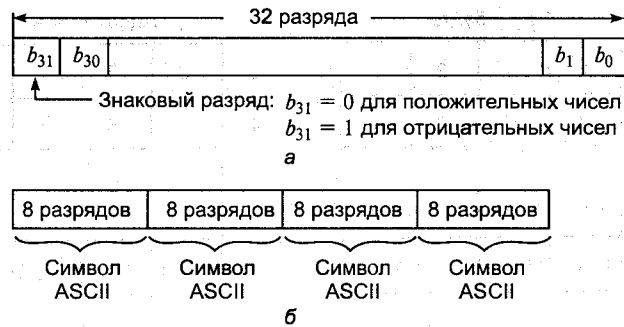 32 разряда
b31 b30 b1 b0
Знаковый разряд: b31 = 0 для положительных чисел
b31 = 1 для отрицательных чисел
а
8 разрядов 8 разрядов 8 разрядов 8 разрядов
Символ Символ Символ Символ
ASCII ASCII ASCII ASCII
б